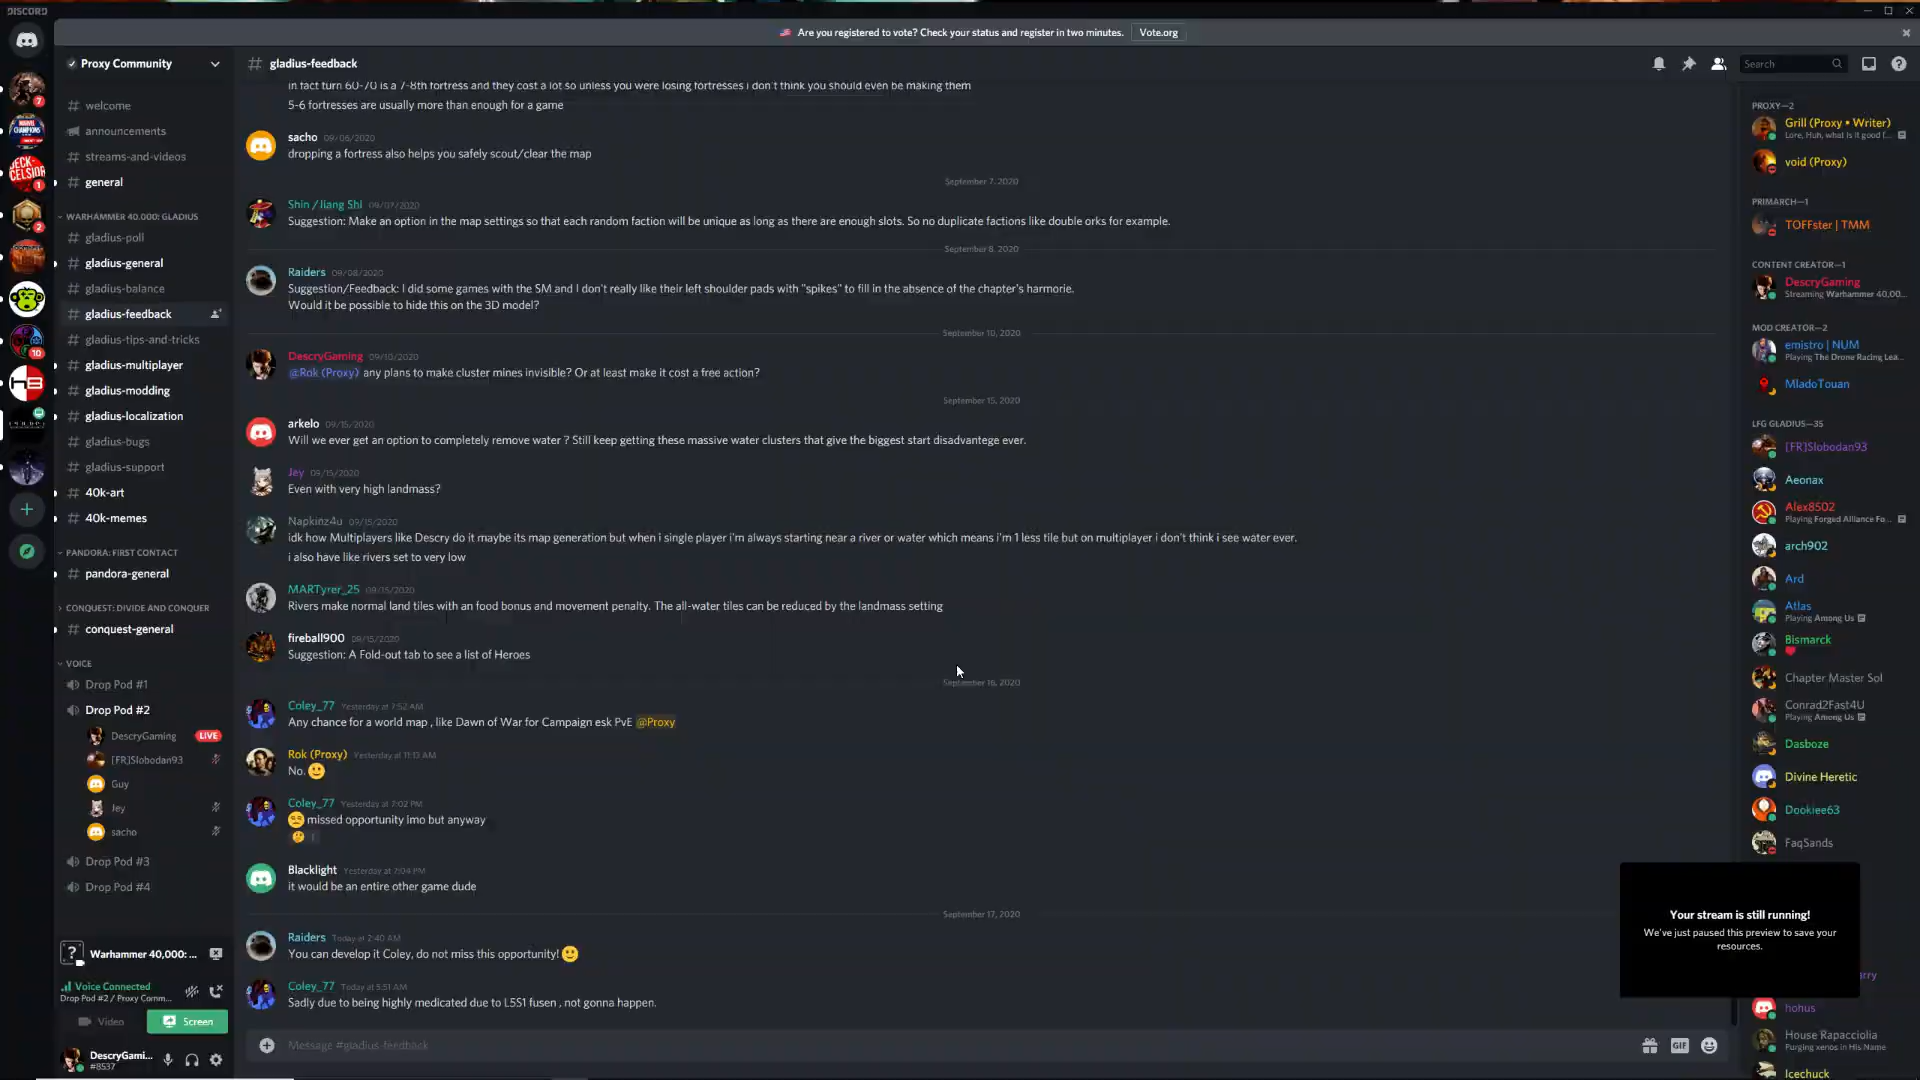 DISCORD
Are you registered to vote? Check your status and register in two minutes. Vote.org
Proxy Community
gladius-feedback
Search
welcome
announcements
streams-and-videos
general
WARHAMMER 40,000: GLADIUS
gladius-poll
gladius-general
gladius-balance
gladius-feedback
gladius-tips-and-tricks
gladius-multiplayer
gladius-modding
gladius-localization
gladius-bugs
gladius-support
40k-art
40k-memes
PANDORA: FIRST CONTACT
pandora-general
CONQUEST: DIVIDE AND CONQUER
conquest-general
VOICE
Drop Pod #1
Drop Pod #2
DescryGaming LIVE
[FR]Slobodan93
Guy
Jey
sacho
Drop Pod #3
Drop Pod #4
Warhammer 40,000: ...
Voice Connected
Drop Pod #2 / Proxy Comm...
Video Screen
DescryGami...
#8537
in fact turn 60-70 is a 7-8th fortress and they cost a lot so unless you were losing fortresses i don't think you should even be making them
5-6 fortresses are usually more than enough for a game
sacho 09/06/2020
dropping a fortress also helps you safely scout/clear the map
September 7, 2020
Shin / liang Shi 09/07/2020
Suggestion: Make an option in the map settings so that each random faction will be unique as long as there are enough slots. So no duplicate factions like double orks for example.
September 8, 2020
Raiders 09/08/2020
Suggestion/Feedback: I did some games with the SM and I don't really like their left shoulder pads with "spikes" to fill in the absence of the chapter's harmorie.
Would it be possible to hide this on the 3D model?
September 10, 2020
DescryGaming 09/10/2020
@Rok (Proxy) any plans to make cluster mines invisible? Or at least make it cost a free action?
September 15, 2020
arkelo 09/15/2020
Will we ever get an option to completely remove water ? Still keep getting these massive water clusters that give the biggest start disadvantege ever.
Jey 09/15/2020
Even with very high landmass?
Napkinz4u 09/15/2020
idk how Multiplayers like Descry do it maybe its map generation but when i single player i'm always starting near a river or water which means i'm 1 less tile but on multiplayer i don't think i see water ever.
i also have like rivers set to very low
MARTyrer_25 09/15/2020
Rivers make normal land tiles with an food bonus and movement penalty. The all-water tiles can be reduced by the landmass setting
fireball900 09/15/2020
Suggestion: A Fold-out tab to see a list of Heroes
September 16, 2020
Coley_77 Yesterday at 7:52 AM
Any chance for a world map , like Dawn of War for Campaign esk PvE @Proxy
Rok (Proxy) Yesterday at 11:13 AM
No.
Coley_77 Yesterday at 7:02 PM
missed opportunity imo but anyway
1
Blacklight Yesterday at 7:04 PM
it would be an entire other game dude
September 17, 2020
Raiders Today at 2:40 AM
You can develop it Coley, do not miss this opportunity!
Coley_77 Today at 5:51 AM
Sadly due to being highly medicated due to L5S1 fusen , not gonna happen.
Message #gladius-feedback
GIF
PROXY—2
Grill (Proxy • Writer)
Lore, Huh, what is it good f...
void (Proxy)
PRIMARCH—1
TOFFster | TMM
CONTENT CREATOR—1
DescryGaming
Streaming Warhammer 40,00...
MOD CREATOR—2
emistro | NUM
Playing The Drone Racing Lea...
MladoTouan
LFG GLADIUS—35
[FR]Slobodan93
Aeonax
Alex8502
Playing Forged Alliance Fo...
arch902
Ard
Atlas
Playing Among Us
Bismarck
Chapter Master Sol
Conrad2Fast4U
Playing Among Us
Dasboze
Divine Heretic
Dookiee63
FaqSands
Your stream is still running!
We've just paused this preview to save your
resources.
hohus
House Rapacciolia
Purging xenos in His Name
Icechuck